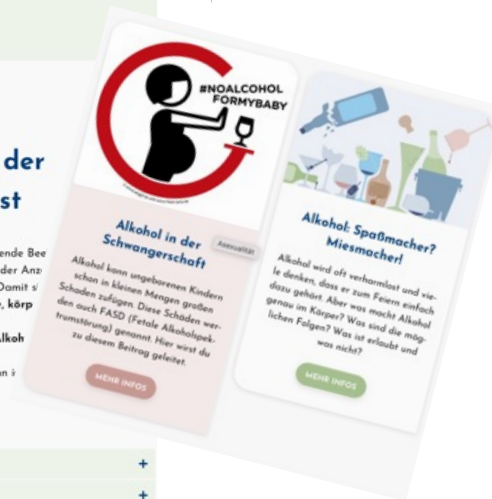 der
st
ende Bee
der Anz
Damit s
, körp
lkoh
n i
+
+
#NOALCOHOL
FORMYBABY
Alkohol in der
Schwangerschaft
Asexualität
Alkohol kann ungeborenen Kindern
schon in kleinen Mengen großen
Schaden zufügen. Diese Schäden wer-
den auch FASD (Fetale Alkoholspek-
trumstörung) genannt. Hier wirst du
zu diesem Beitrag geleitet.
MEHR INFOS
Alkohol: Spaßmacher?
Miesmacher!
Alkohol wird oft verharmlost und vie-
le denken, dass er zum Feiern einfach
dazu gehört. Aber was macht Alkohol
genau im Körper? Was sind die mög-
lichen Folgen? Was ist erlaubt und
was nicht?
MEHR INFOS